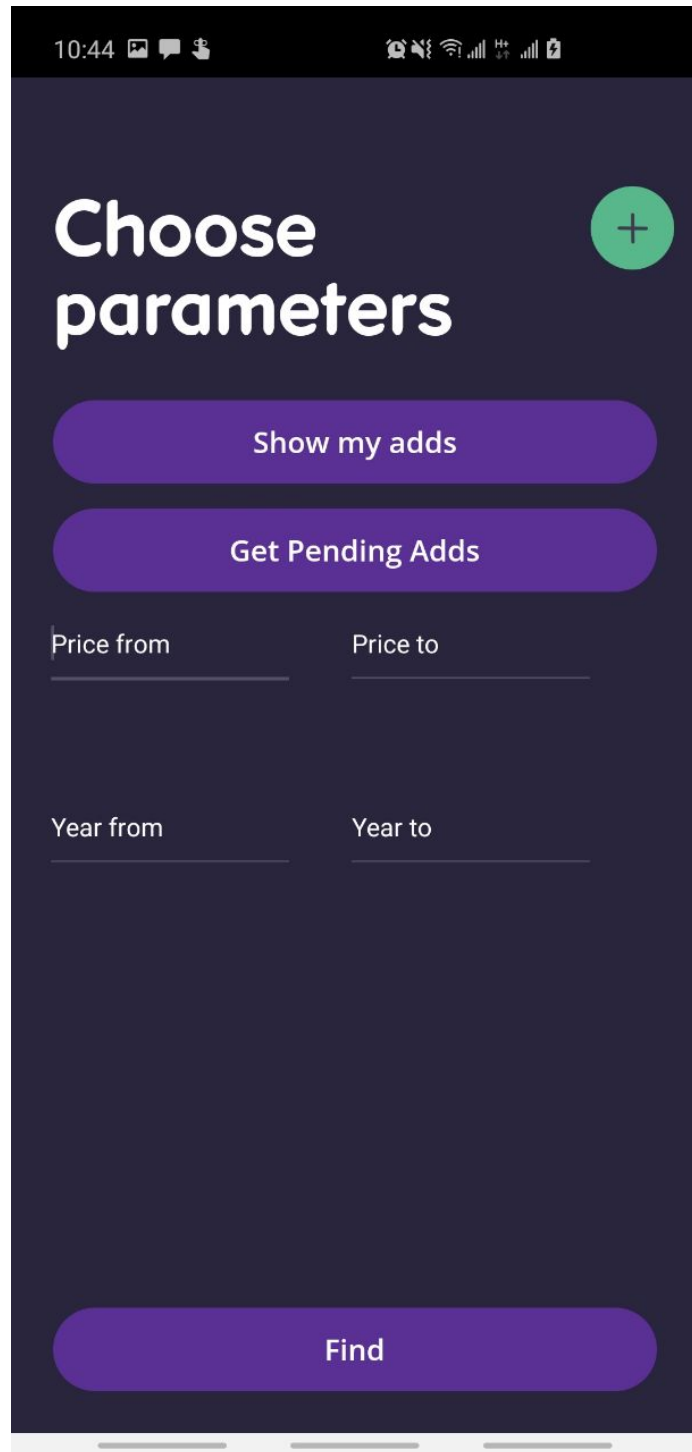 10:44
H+
Choose
parameters
+
Show my adds
Get Pending Adds
Price from Price to
Year from Year to
Find